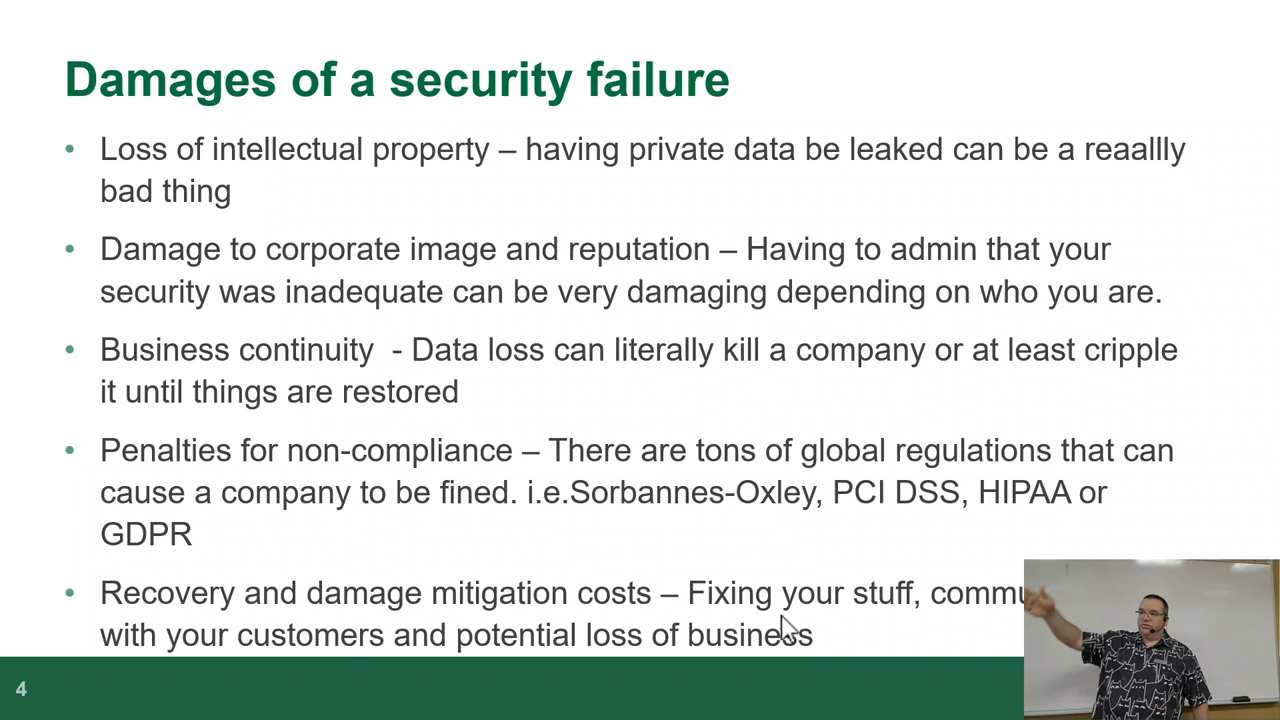 Damages of a security failure
• Loss of intellectual property – having private data be leaked can be a reaallly
bad thing
• Damage to corporate image and reputation – Having to admin that your
security was inadequate can be very damaging depending on who you are.
• Business continuity  - Data loss can literally kill a company or at least cripple
it until things are restored
• Penalties for non-compliance – There are tons of global regulations that can
cause a company to be fined. i.e.Sorbannes-Oxley, PCI DSS, HIPAA or
GDPR
• Recovery and damage mitigation costs – Fixing your stuff,
with your customers and potential loss of business
4